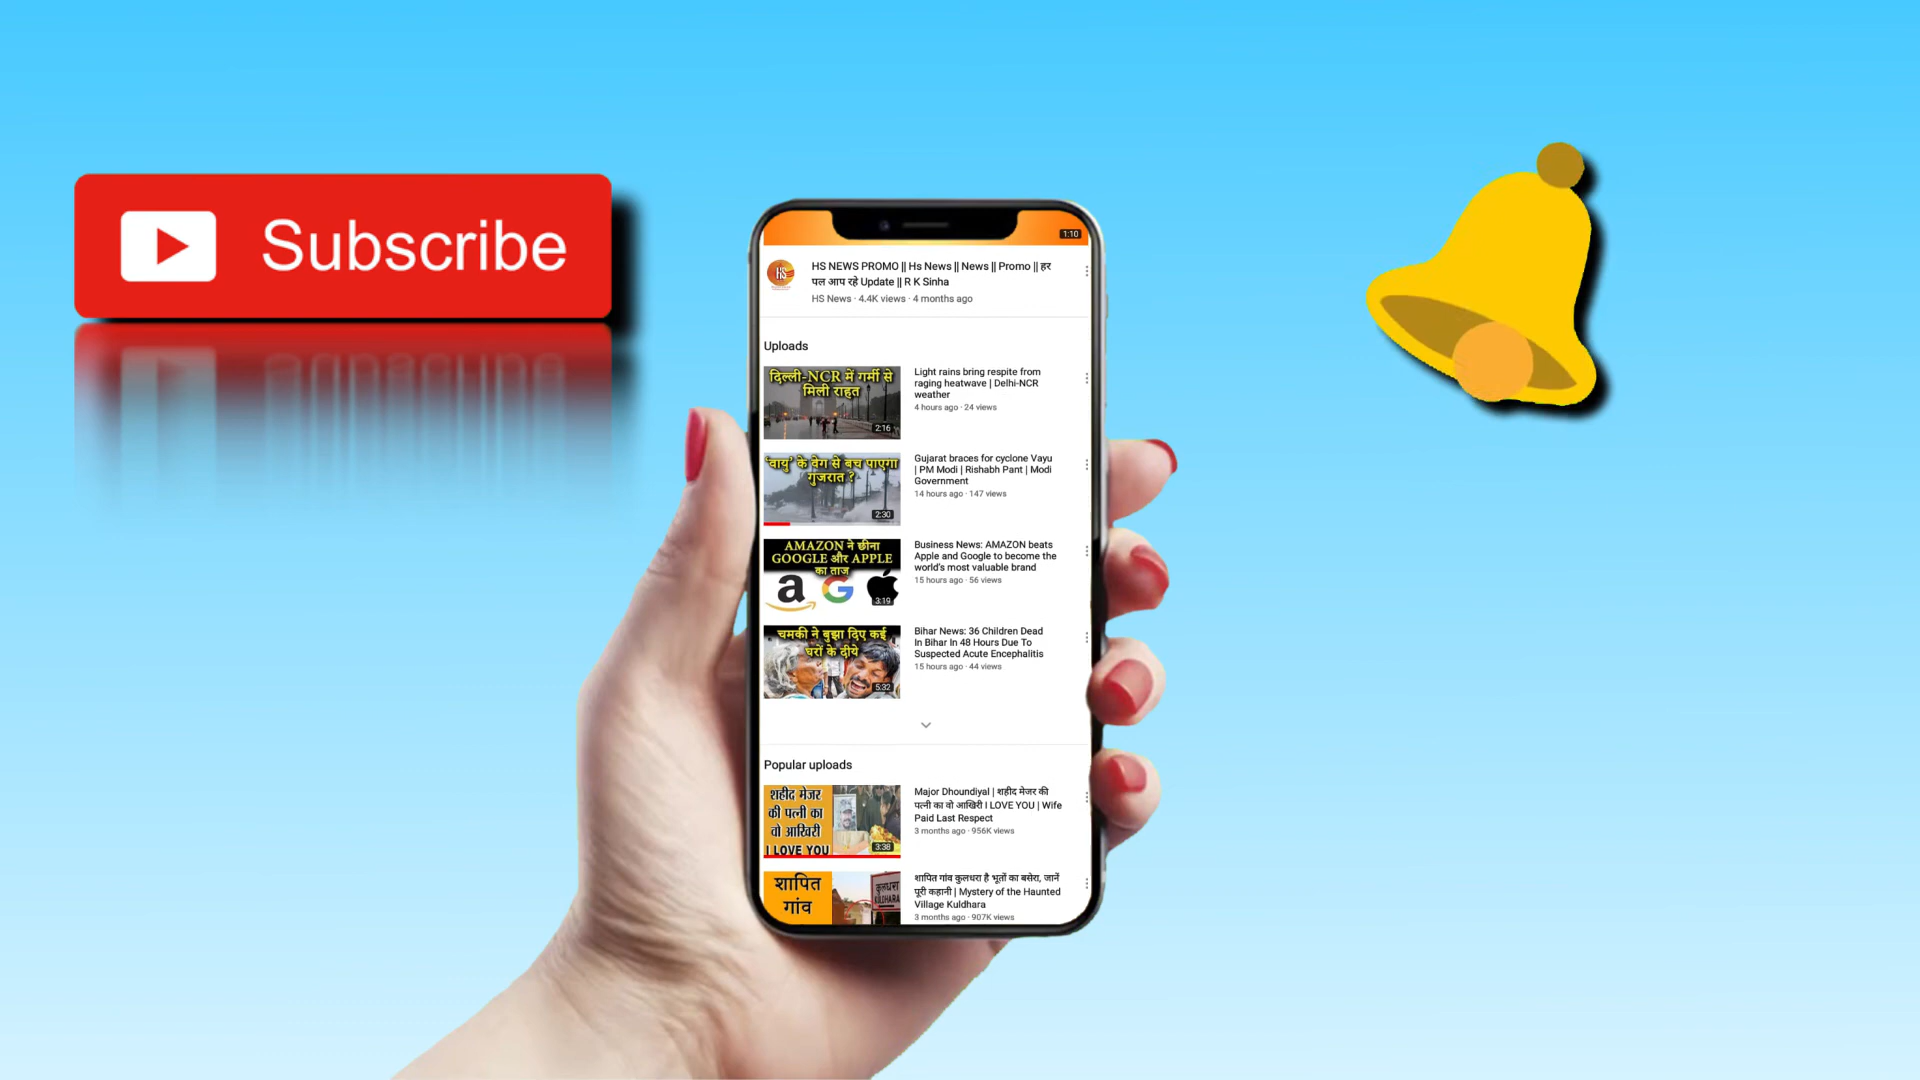 Subscribe
1:10
HS
HS NEWS PROMO || Hs News || News || Promo || हर
पल आप रहे Update || R K Sinha
HS News · 4.4K views · 4 months ago
Uploads
दिल्ली-NCR में गर्मी से
मिली राहत
2:16
Light rains bring respite from
raging heatwave | Delhi-NCR
weather
4 hours ago · 24 views
'वायु' के वेग से बच पाएगा
गुजरात ?
2:30
Gujarat braces for cyclone Vayu
| PM Modi | Rishabh Pant | Modi
Government
14 hours ago · 147 views
AMAZON ने छीना
GOOGLE और APPLE
का ताज
a G
3:19
Business News: AMAZON beats
Apple and Google to become the
world's most valuable brand
15 hours ago · 56 views
चमकी ने बुझा दिए कई
घरों के दीये
5:32
Bihar News: 36 Children Dead
In Bihar In 48 Hours Due To
Suspected Acute Encephalitis
15 hours ago · 44 views
Popular uploads
शहीद मेजर
की पत्नी का
वो आखिरी
I LOVE YOU
3:38
Major Dhoundiyal | शहीद मेजर की
पत्नी का वो आखिरी I LOVE YOU | Wife
Paid Last Respect
3 months ago · 956K views
शापित
गांव
कुलधरा
KULDHARA
शापित गांव कुलधरा है भूतों का बसेरा, जानें
पूरी कहानी | Mystery of the Haunted
Village Kuldhara
3 months ago · 907K views